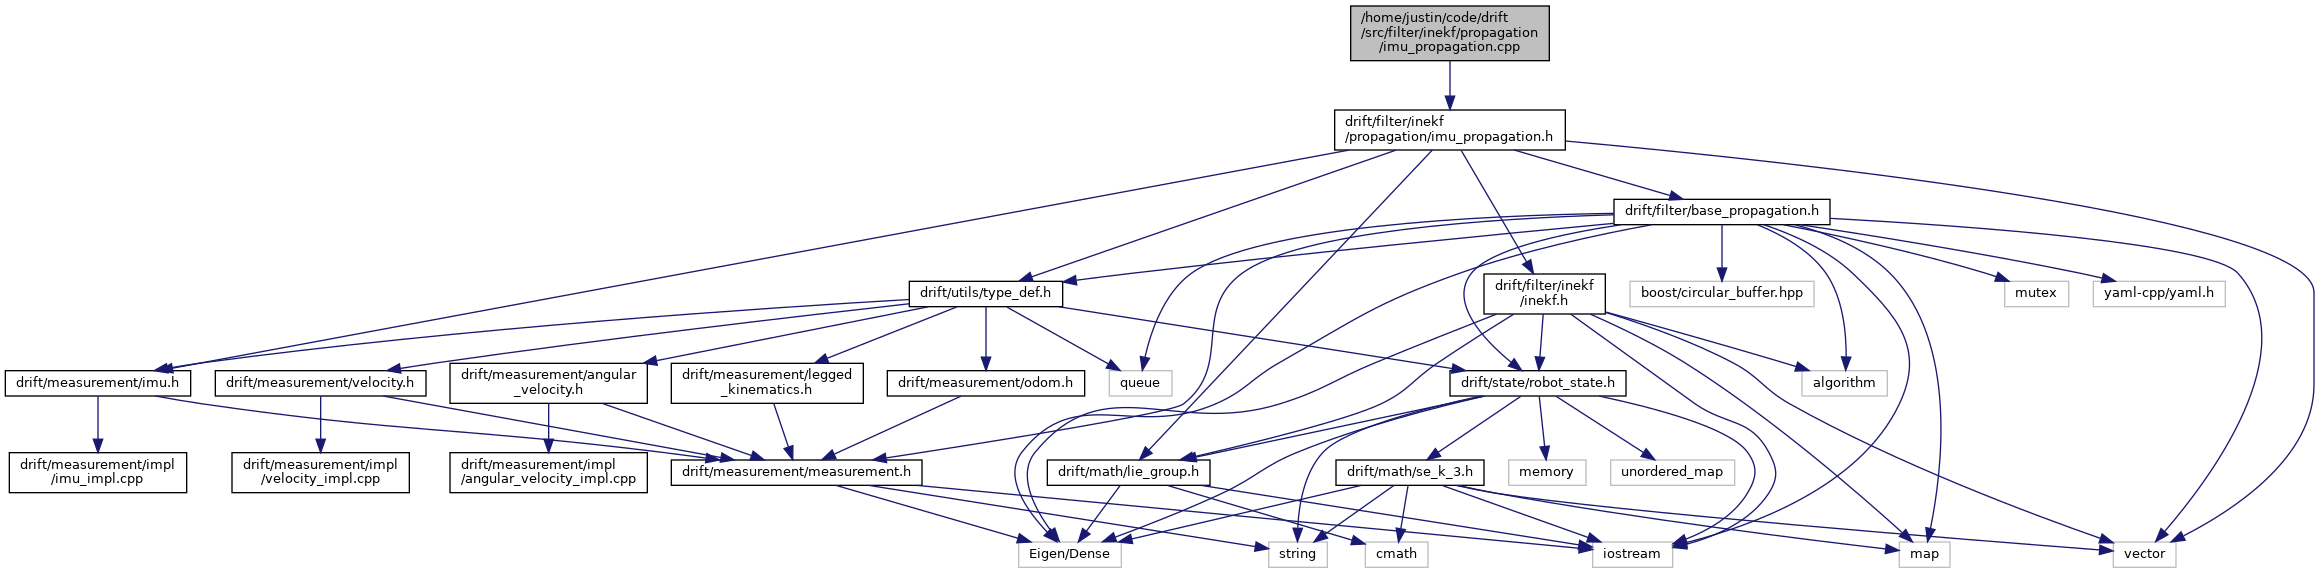 /home/justin/code/drift
/src/filter/inekf/propagation
/imu_propagation.cpp
drift/filter/inekf
/propagation/imu_propagation.h
drift/filter/base_propagation.h
drift/utils/type_def.h
drift/filter/inekf
/inekf.h
boost/circular_buffer.hpp
mutex
yaml-cpp/yaml.h
drift/measurement/imu.h
drift/measurement/velocity.h
drift/measurement/angular
_velocity.h
drift/measurement/legged
_kinematics.h
drift/measurement/odom.h
queue
drift/state/robot_state.h
algorithm
drift/measurement/impl
/imu_impl.cpp
drift/measurement/impl
/velocity_impl.cpp
drift/measurement/impl
/angular_velocity_impl.cpp
drift/measurement/measurement.h
drift/math/lie_group.h
drift/math/se_k_3.h
memory
unordered_map
Eigen/Dense
string
cmath
iostream
map
vector